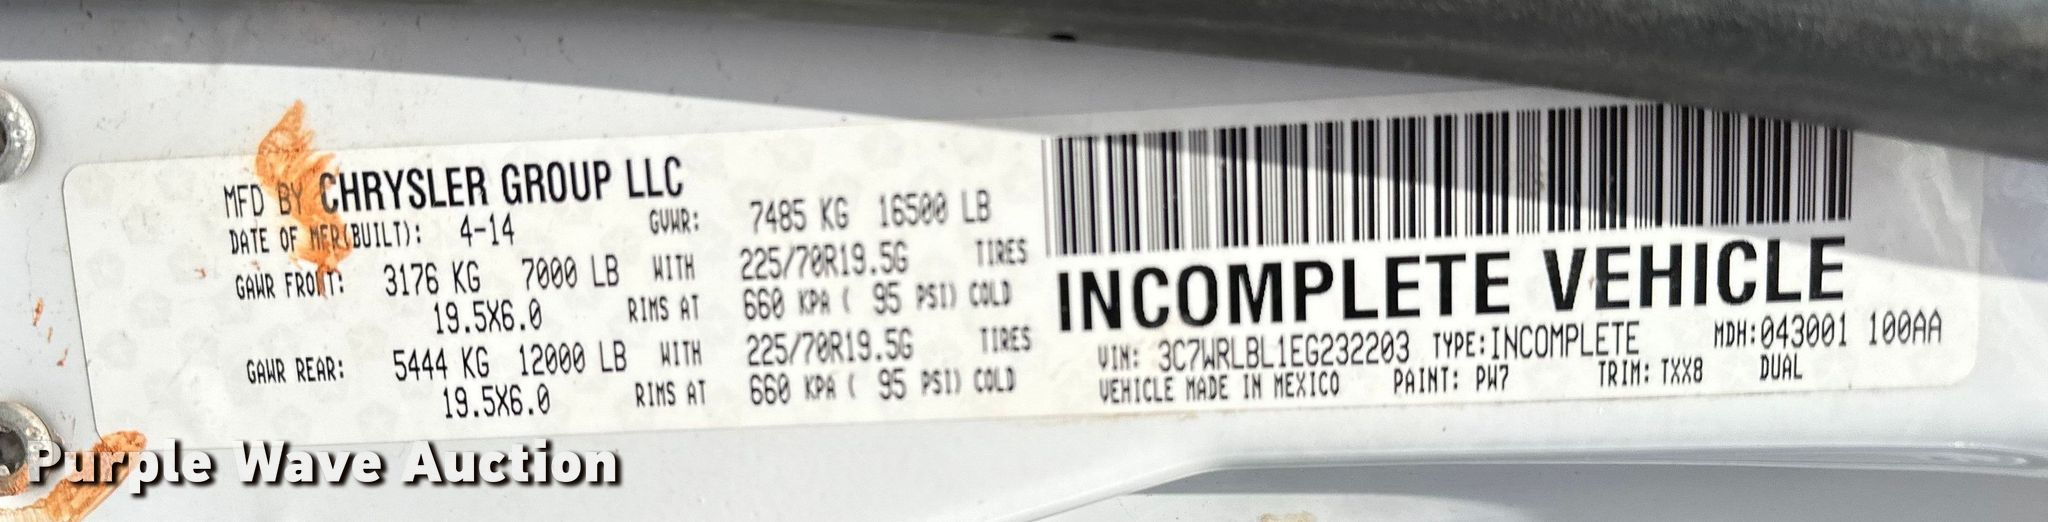 MFD BY CHRYSLER GROUP LLC
DATE OF MFR(BUILT): 4-14 GVWR: 7485 KG 16500 LB
GAWR FRONT: 3176 KG 7000 LB WITH 225/70R19.5G TIRES
19.5X6.0 RIMS AT 660 KPA ( 95 PSI) COLD
GAWR REAR: 5444 KG 12000 LB WITH 225/70R19.5G TIRES
19.5X6.0 RIMS AT 660 KPA ( 95 PSI) COLD
INCOMPLETE VEHICLE
VIN: 3C7WRLBL1EG232203 TYPE:INCOMPLETE MDH:043001 100AA
VEHICLE MADE IN MEXICO PAINT: PW7 TRIM: TXX8 DUAL
Purple Wave Auction